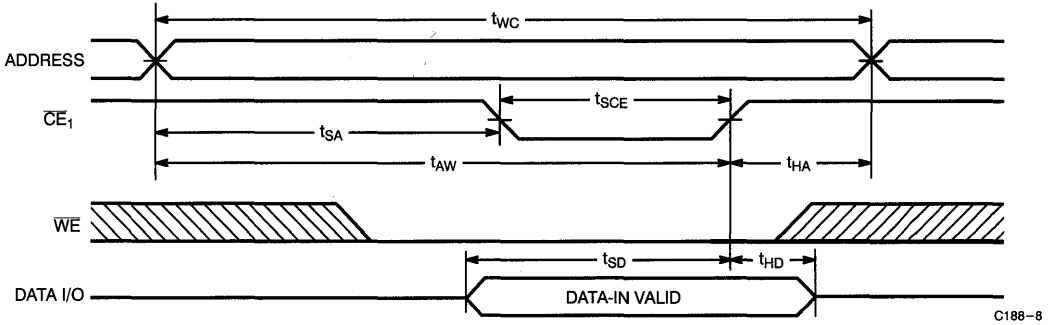 tWC
ADDRESS
CE1
tSCE
tSA
tAW
tHA
WE
tSD
tHD
DATA I/O
DATA-IN VALID
C188-8